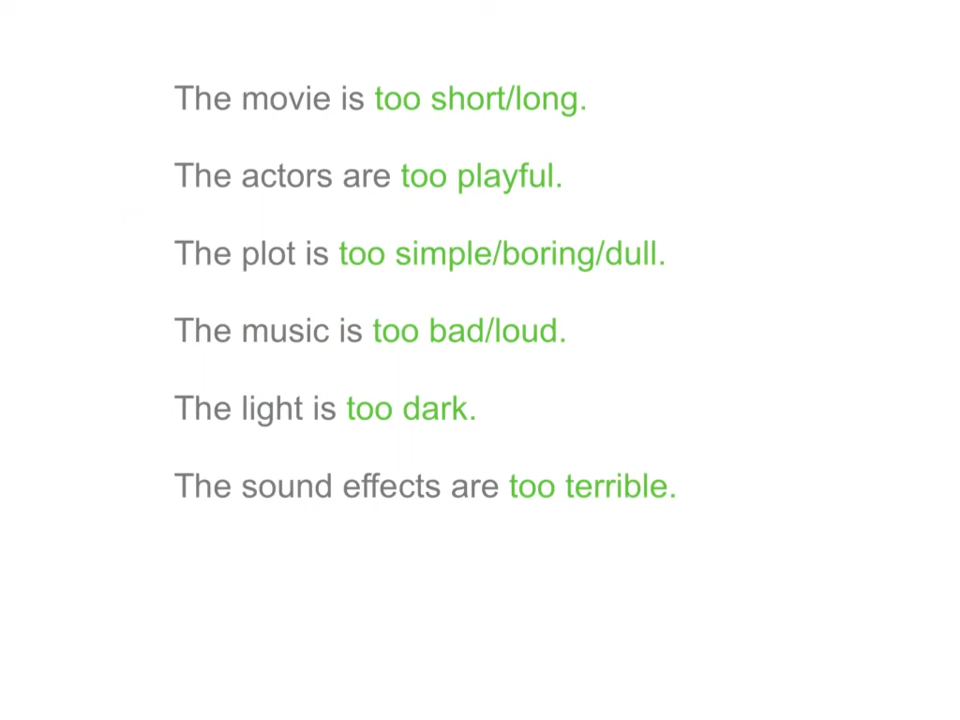 The movie is too short/long.
The actors are too playful.
The plot is too simple/boring/dull.
The music is too bad/loud.
The light is too dark.
The sound effects are too terrible.